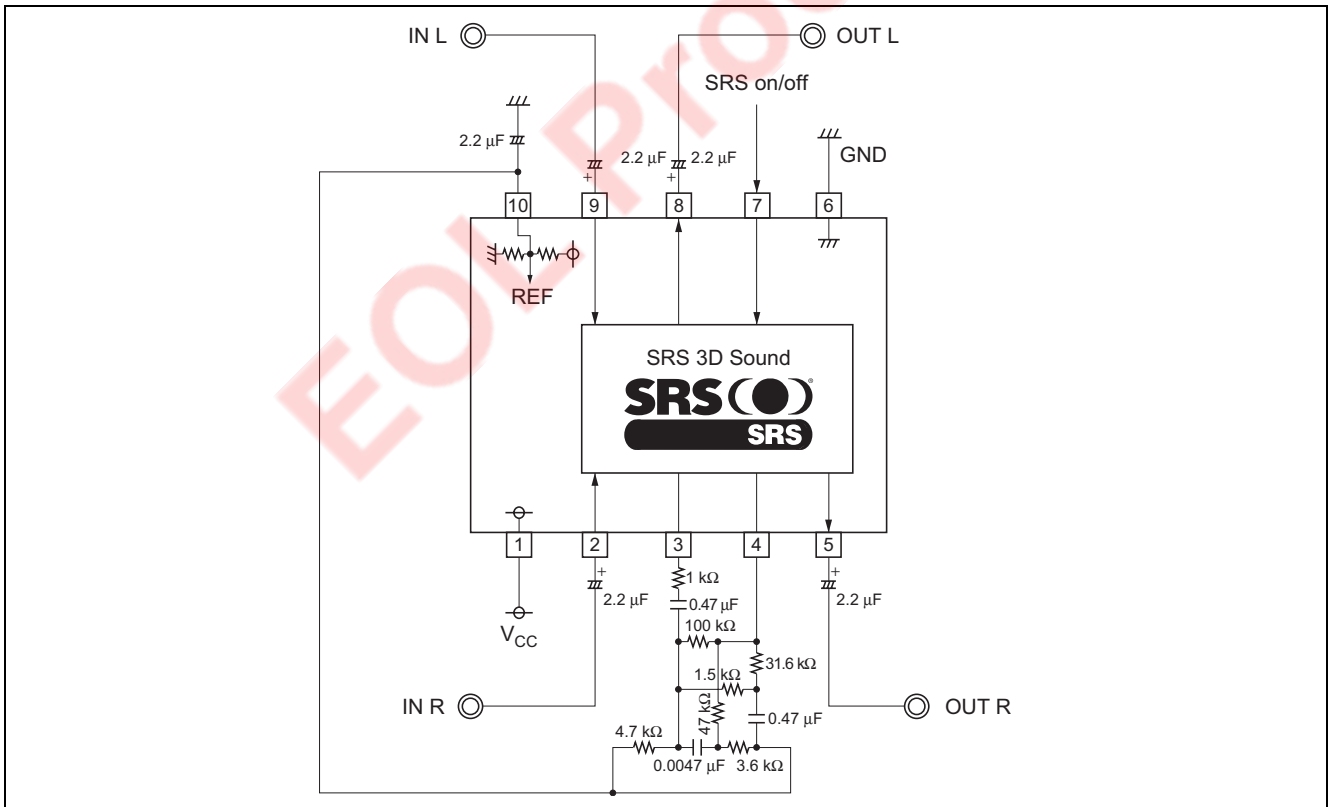 IN L
OUT L
SRS on/off
2.2 μF
2.2 μF
2.2 μF
GND
+
+
10
9
8
7
6
REF
SRS 3D Sound
SRS
®
SRS
1
2
3
4
5
+
+
1 kΩ
2.2 μF
0.47 μF
2.2 μF
100 kΩ
VCC
31.6 kΩ
1.5 kΩ
IN R
47 kΩ
0.47 μF
OUT R
4.7 kΩ
0.0047 μF
3.6 kΩ
EOL Pro